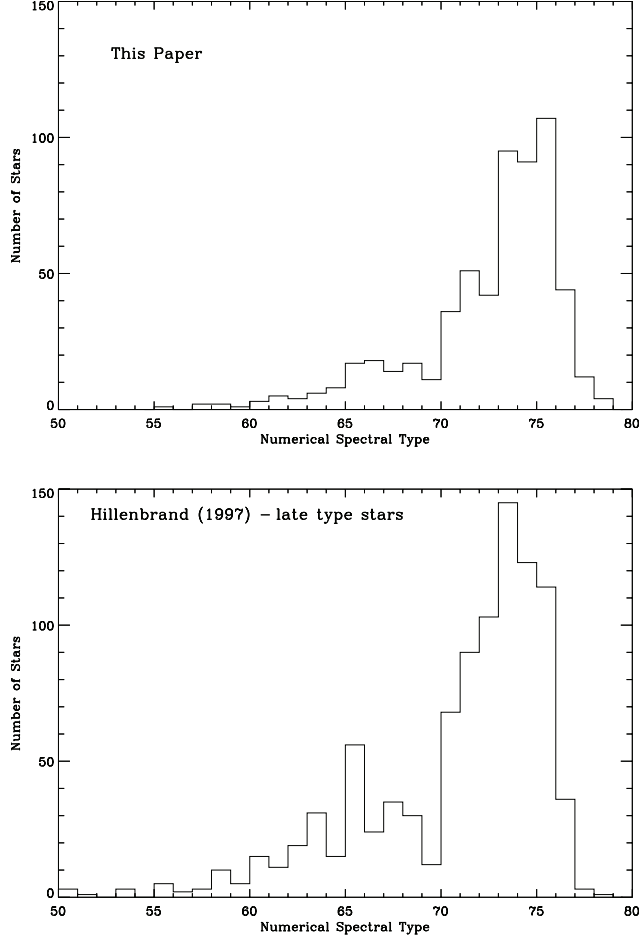 150
This Paper
100
Number of Stars
50
0
50 55 60 65 70 75 80
Numerical Spectral Type
150
Hillenbrand (1997) – late type stars
100
Number of Stars
50
0
50 55 60 65 70 75 80
Numerical Spectral Type